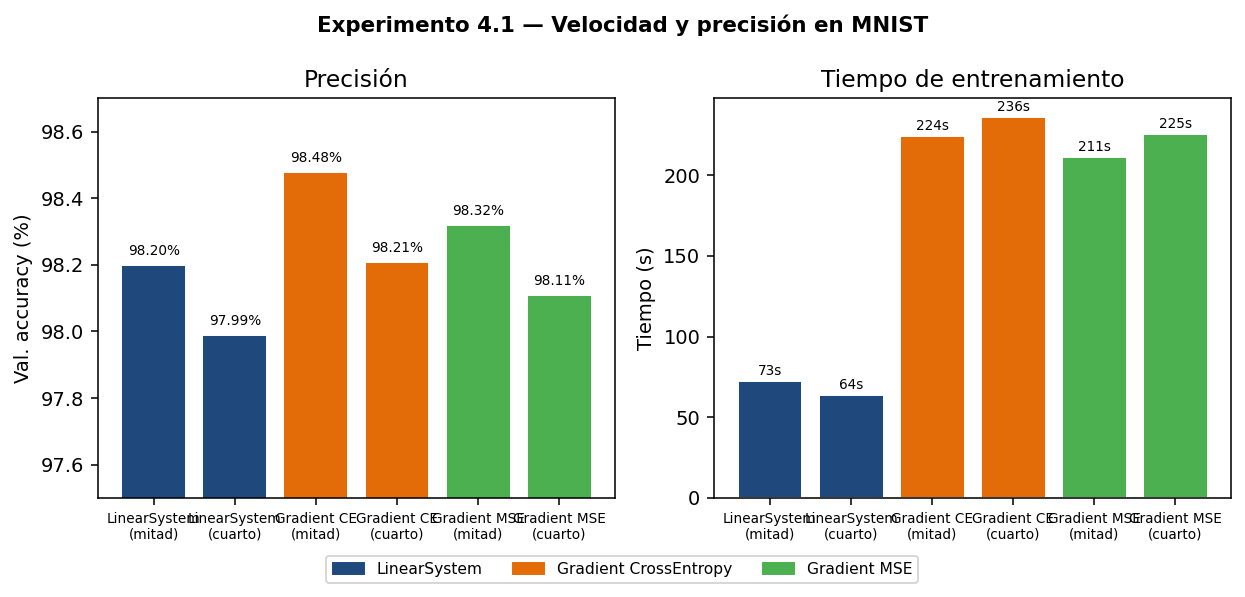 Experimento 4.1 — Velocidad y precisión en MNIST
Precisión
Val. accuracy (%)
98.6
98.4
98.2
98.0
97.8
97.6
98.20%
97.99%
98.48%
98.21%
98.32%
98.11%
LinearSystem
(mitad)
LinearSystem
(cuarto)
Gradient CE
(mitad)
Gradient CE
(cuarto)
Gradient MSE
(mitad)
Gradient MSE
(cuarto)
Tiempo de entrenamiento
Tiempo (s)
200
150
100
50
0
73s
64s
224s
236s
211s
225s
LinearSystem
(mitad)
LinearSystem
(cuarto)
Gradient CE
(mitad)
Gradient CE
(cuarto)
Gradient MSE
(mitad)
Gradient MSE
(cuarto)
LinearSystem
Gradient CrossEntropy
Gradient MSE